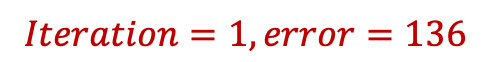 Iteration = 1, error = 136